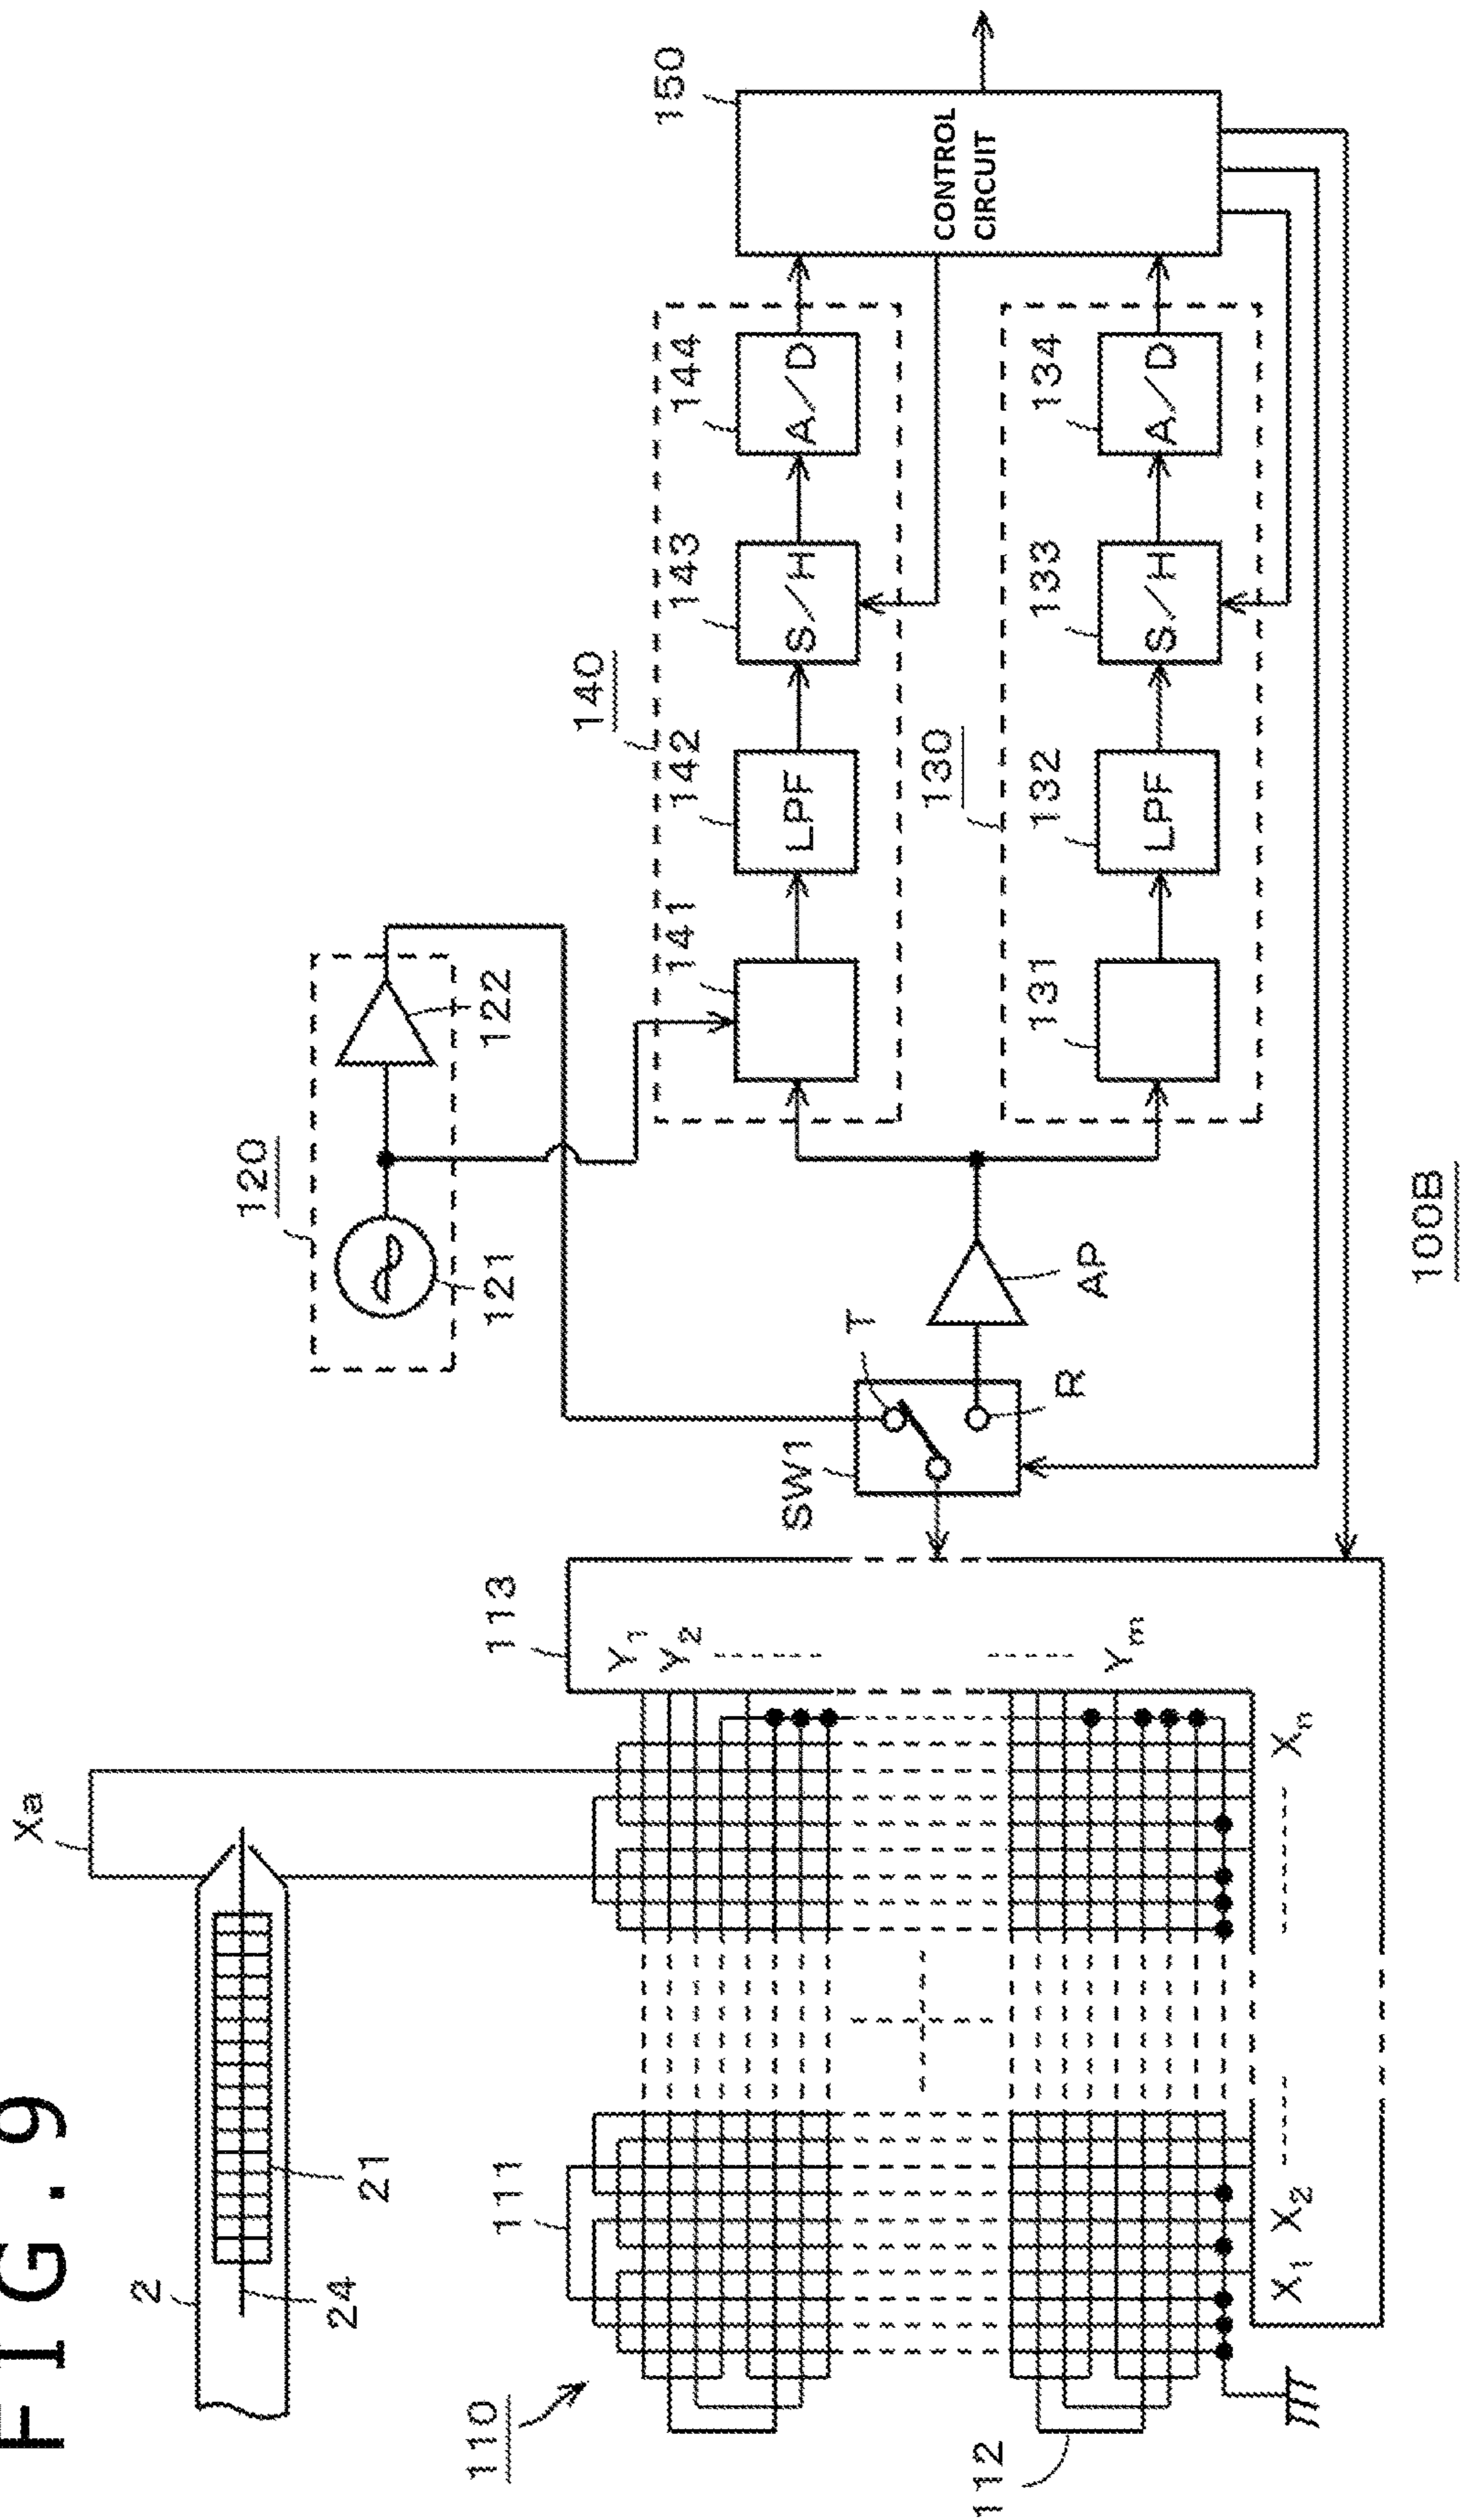 FIG.9
Xa
2
24
21
110
111
113
Y1
Y2
Ym
X1
X2
Xn
112
120
121
122
SW1
T
R
AP
140
141
142
LPF
143
S/H
144
A/D
130
131
132
LPF
133
S/H
134
A/D
150
CONTROL
CIRCUIT
100B